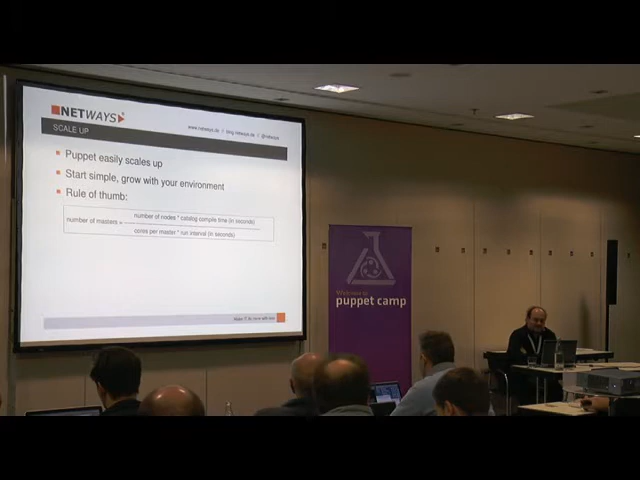 NETWAYS
www.netways.de / blog.netways.de / @netways
SCALE UP
Puppet easily scales up
Start simple, grow with your environment
Rule of thumb:
number of nodes * catalog compile time (in seconds)
number of masters =
cores per master * run interval (in seconds)
Welcome to
puppet camp